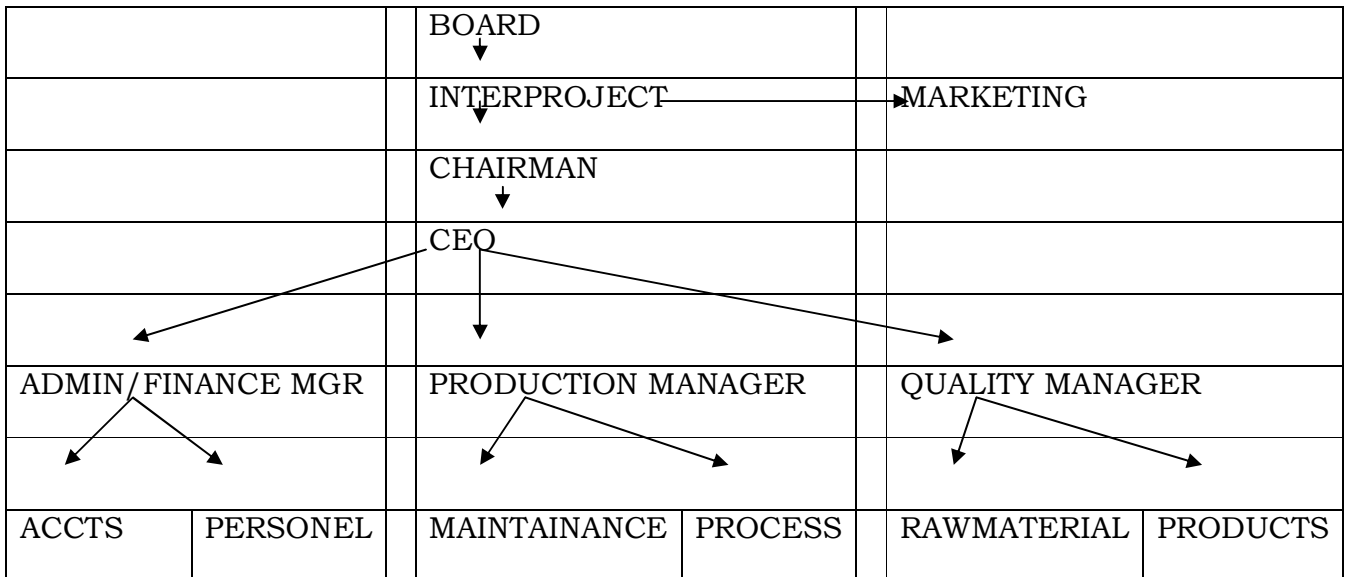 BOARD
INTERPROJECT MARKETING
CHAIRMAN
CEO
ADMIN/FINANCE MGR PRODUCTION MANAGER QUALITY MANAGER
ACCTS PERSONEL MAINTAINANCE PROCESS RAWMATERIAL PRODUCTS